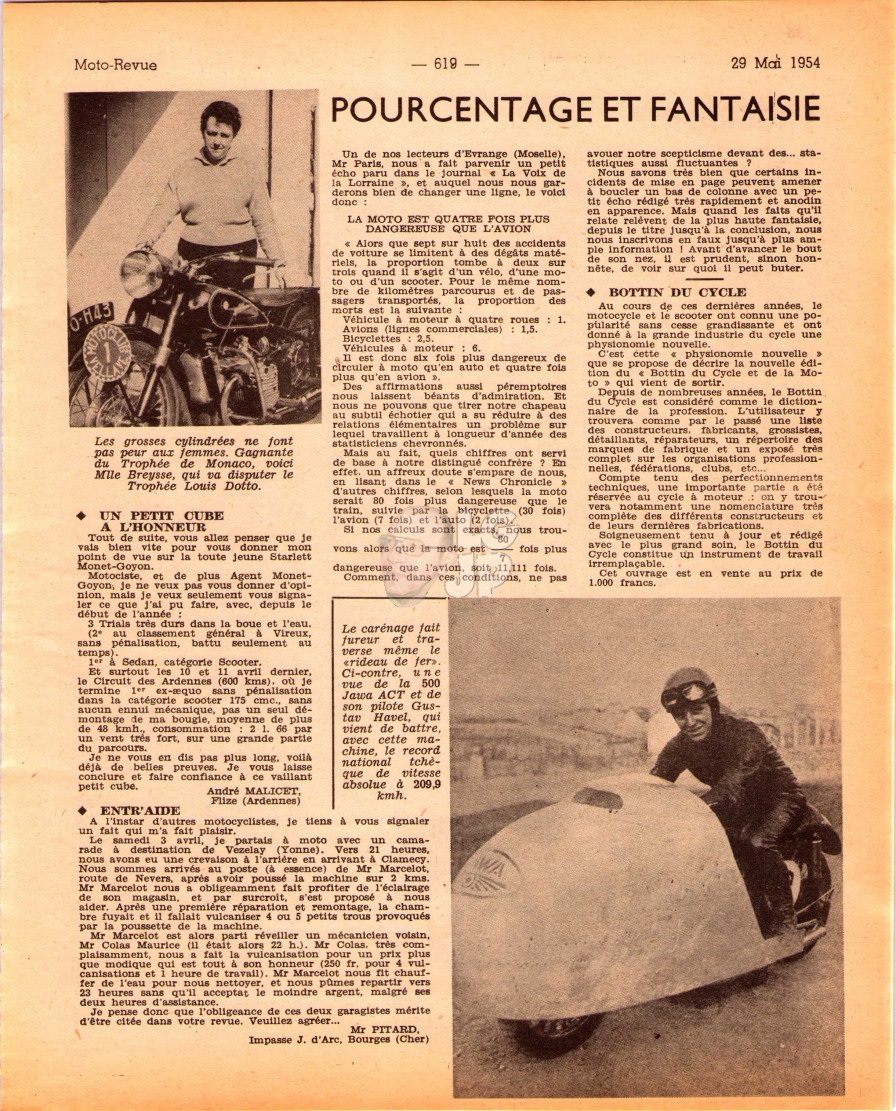 Moto-Revue
— 619 —
29 Mai 1954
POURCENTAGE ET FANTAISIE
O-H43
1
Les grosses cylindrées ne font
pas peur aux femmes. Gagnante
du Trophée de Monaco, voici
Mlle Breysse, qui va disputer le
Trophée Louis Dotto.
◆ UN PETIT CUBE
A L'HONNEUR
Tout de suite, vous allez penser que je
vais bien vite pour vous donner mon
point de vue sur la toute jeune Starlett
Monet-Goyon.
Motociste, et de plus Agent Monet-
Goyon, je ne veux pas vous donner d'opi-
nion, mais je veux seulement vous signa-
ler ce que j'ai pu faire, avec, depuis le
début de l'année :
3 Trials très durs dans la boue et l'eau.
(2e au classement général à Vireux,
sans pénalisation, battu seulement au
temps).
1er à Sedan, catégorie Scooter.
Et surtout les 10 et 11 avril dernier,
le Circuit des Ardennes (600 kms), où je
termine 1er ex-æquo sans pénalisation
dans la catégorie scooter 175 cmc., sans
aucun ennui mécanique, pas un seul dé-
montage de ma bougie, moyenne de plus
de 48 kmh., consommation : 2 l. 66 par
un vent très fort, sur une grande partie
du parcours.
Je ne vous en dis pas plus long, voilà
déjà de belles preuves. Je vous laisse
conclure et faire confiance à ce vaillant
petit cube.
André MALICET,
Flize (Ardennes)
◆ ENTR'AIDE
A l'instar d'autres motocyclistes, je tiens à vous signaler
un fait qui m'a fait plaisir.
Le samedi 3 avril, je partais à moto avec un cama-
rade à destination de Vezelay (Yonne). Vers 21 heures,
nous avons eu une crevaison à l'arrière en arrivant à Clamecy.
Nous sommes arrivés au poste (à essence) de Mr Marcelot,
route de Nevers, après avoir poussé la machine sur 2 kms.
Mr Marcelot nous a obligeamment fait profiter de l'éclairage
de son magasin, et par surcroit, s'est proposé à nous
aider. Après une première réparation et remontage, la cham-
bre fuyait et il fallait vulcaniser 4 ou 5 petits trous provoqués
par la poussette de la machine.
Mr Marcelot est alors parti réveiller un mécanicien voisin,
Mr Colas Maurice (il était alors 22 h.). Mr Colas, très com-
plaisamment, nous a fait la vulcanisation pour un prix plus
que modique qui est tout à son honneur (250 fr. pour 4 vul-
canisations et 1 heure de travail). Mr Marcelot nous fit chauf-
fer de l'eau pour nous nettoyer, et nous pûmes repartir vers
23 heures sans qu'il acceptat le moindre argent, malgré ses
deux heures d'assistance.
Je pense donc que l'obligeance de ces deux garagistes mérite
d'être citée dans votre revue. Veuillez agréer...
Mr PITARD,
Impasse J. d'Arc, Bourges (Cher)
Un de nos lecteurs d'Evrange (Moselle),
Mr Paris, nous a fait parvenir un petit
écho paru dans le journal « La Voix de
la Lorraine », et auquel nous nous gar-
derons bien de changer une ligne, le voici
donc :
LA MOTO EST QUATRE FOIS PLUS
DANGEREUSE QUE L'AVION
« Alors que sept sur huit des accidents
de voiture se limitent à des dégâts maté-
riels, la proportion tombe à deux sur
trois quand il s'agit d'un vélo, d'une mo-
to ou d'un scooter. Pour le même nom-
bre de kilomètres parcourus et de pas-
sagers transportés, la proportion des
morts est la suivante :
Véhicule à moteur à quatre roues : 1.
Avions (lignes commerciales) : 1,5.
Bicyclettes : 2,5.
Véhicules à moteur : 6.
Il est donc six fois plus dangereux de
circuler à moto qu'en auto et quatre fois
plus qu'en avion ».
Des affirmations aussi péremptoires
nous laissent béants d'admiration. Et
nous ne pouvons que tirer notre chapeau
au subtil échotier qui a su réduire à des
relations élémentaires un problème sur
lequel travaillent à longueur d'année des
statisticiens chevronnés.
Mais au fait, quels chiffres ont servi
de base à notre distingué confrère ? En
effet, un affreux doute s'empare de nous,
en lisant dans le « News Chronicle »
d'autres chiffres, selon lesquels la moto
serait 80 fois plus dangereuse que le
train, suivie par la bicyclette (30 fois)
l'avion (7 fois) et l'auto (2 fois).
Si nos calculs sont exacts, nous trou-
80
vons alors que la moto est — fois plus
7
dangereuse que l'avion, soit 11,111 fois.
Comment, dans ces conditions, ne pas
avouer notre scepticisme devant des... sta-
tistiques aussi fluctuantes ?
Nous savons très bien que certains in-
cidents de mise en page peuvent amener
à boucler un bas de colonne avec un pe-
tit écho rédigé très rapidement et anodin
en apparence. Mais quand les faits qu'il
relate relèvent de la plus haute fantaisie,
depuis le titre jusqu'à la conclusion, nous
nous inscrivons en faux jusqu'à plus am-
ple information ! Avant d'avancer le bout
de son nez, il est prudent, sinon hon-
nête, de voir sur quoi il peut buter.
◆ BOTTIN DU CYCLE
Au cours de ces dernières années, le
motocycle et le scooter ont connu une po-
pularité sans cesse grandissante et ont
donné à la grande industrie du cycle une
physionomie nouvelle.
C'est cette « physionomie nouvelle »
que se propose de décrire la nouvelle édi-
tion du « Bottin du Cycle et de la Mo-
to » qui vient de sortir.
Depuis de nombreuses années, le Bottin
du Cycle est considéré comme le diction-
naire de la profession. L'utilisateur y
trouvera comme par le passé une liste
des constructeurs, fabricants, grossistes,
détaillants, réparateurs, un répertoire des
marques de fabrique et un exposé très
complet sur les organisations profession-
nelles, fédérations, clubs, etc...
Compte tenu des perfectionnements
techniques, une importante partie a été
réservée au cycle à moteur : on y trou-
vera notamment une nomenclature très
complète des différents constructeurs et
de leurs dernières fabrications.
Soigneusement tenu à jour et rédigé
avec le plus grand soin, le Bottin du
Cycle constitue un instrument de travail
irremplaçable.
Cet ouvrage est en vente au prix de
1.000 francs.
Le carénage fait
fureur et tra-
verse même le
«rideau de fer».
Ci-contre, une
vue de la 500
Jawa ACT et de
son pilote Gus-
tav Havel, qui
vient de battre,
avec cette ma-
chine, le record
national tchè-
que de vitesse
absolue à 209,9
kmh.